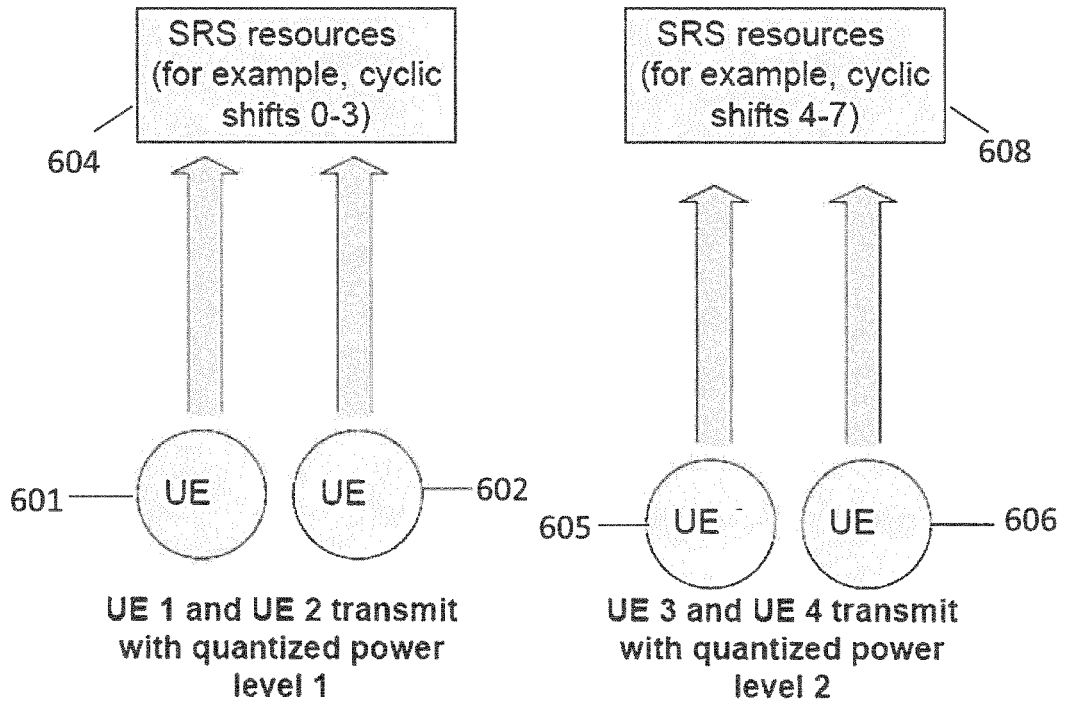 SRS resources
(for example, cyclic
shifts 0-3)
604
SRS resources
(for example, cyclic
shifts 4-7)
608
601
UE
UE
602
605
UE
UE
606
UE 1 and UE 2 transmit
with quantized power
level 1
UE 3 and UE 4 transmit
with quantized power
level 2